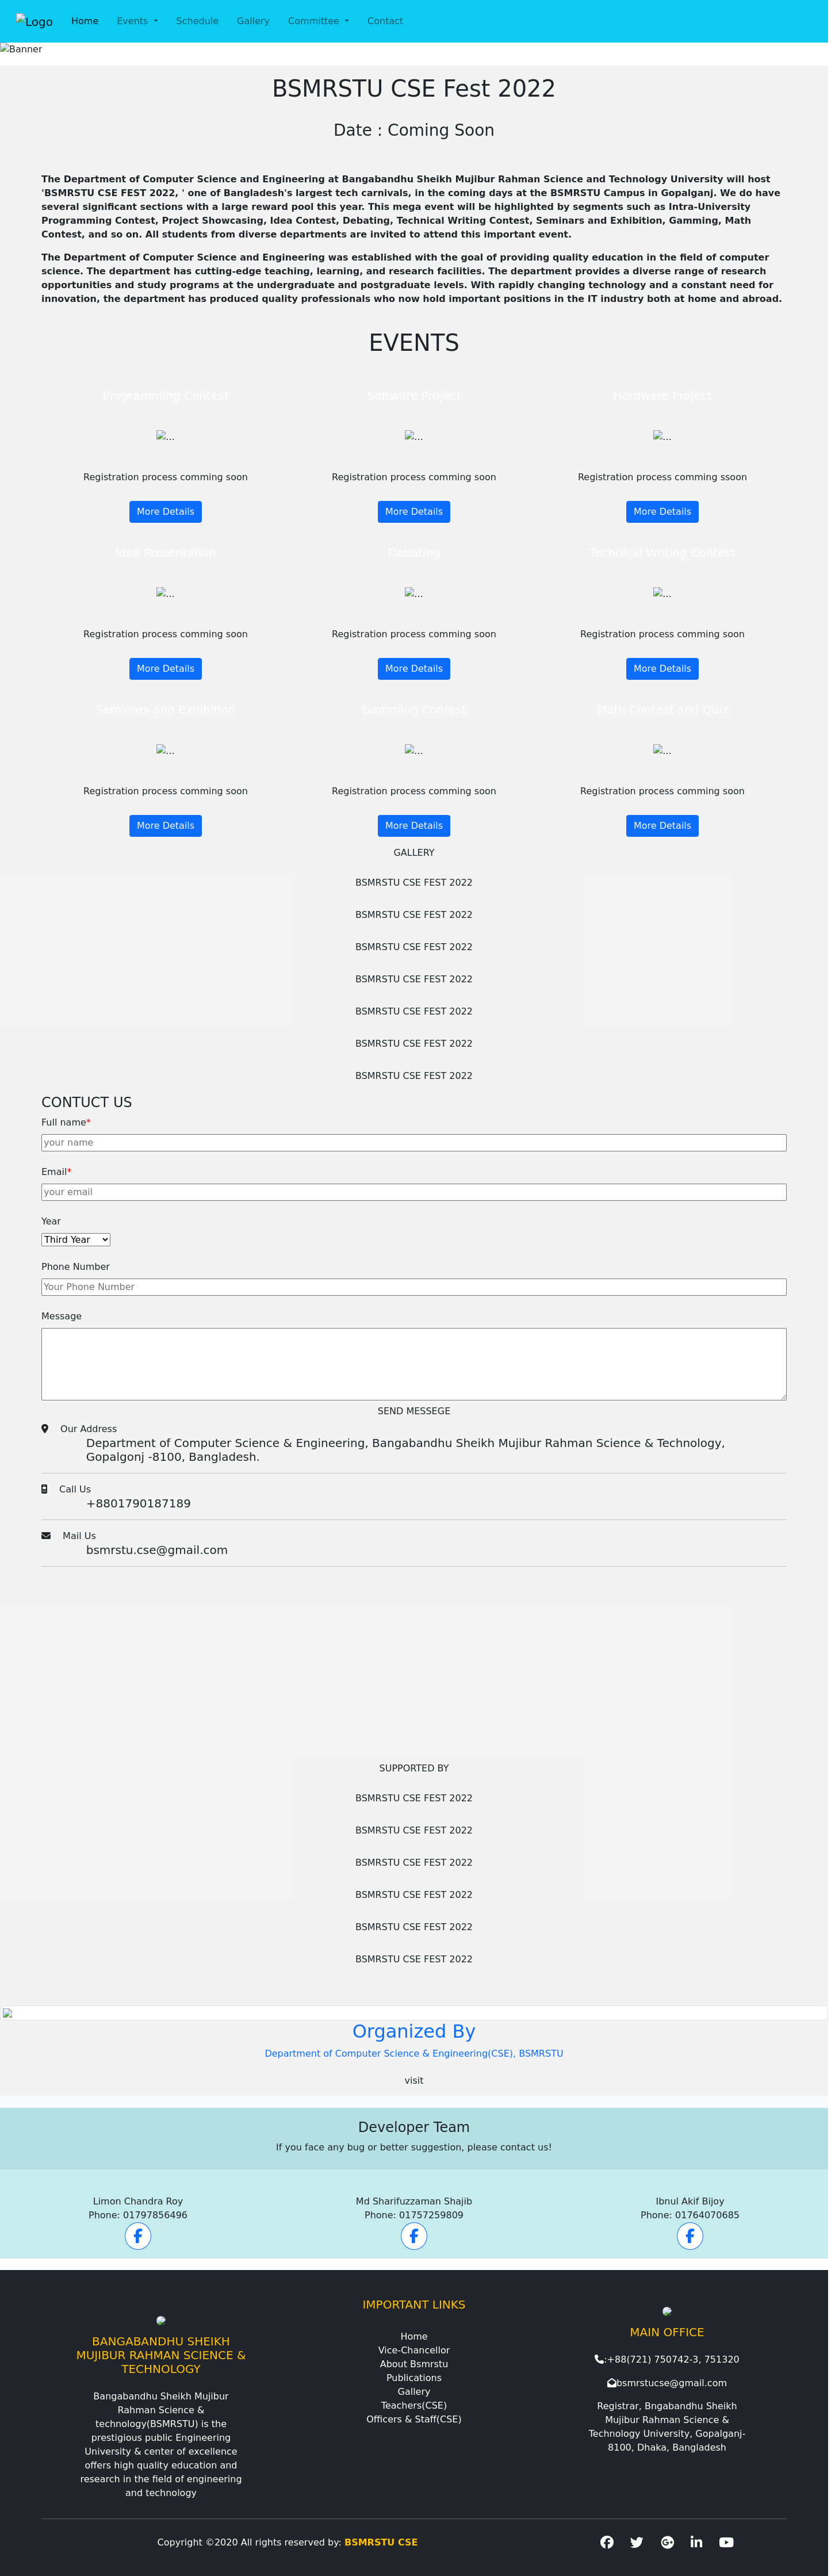 Logo Home Events Schedule Gallery Committee Contact
Banner
BSMRSTU CSE Fest 2022
Date : Coming Soon
The Department of Computer Science and Engineering at Bangabandhu Sheikh Mujibur Rahman Science and Technology University will host
'BSMRSTU CSE FEST 2022, ' one of Bangladesh's largest tech carnivals, in the coming days at the BSMRSTU Campus in Gopalganj. We do have
several significant sections with a large reward pool this year. This mega event will be highlighted by segments such as Intra-University
Programming Contest, Project Showcasing, Idea Contest, Debating, Technical Writing Contest, Seminars and Exhibition, Gamming, Math
Contest, and so on. All students from diverse departments are invited to attend this important event.
The Department of Computer Science and Engineering was established with the goal of providing quality education in the field of computer
science. The department has cutting-edge teaching, learning, and research facilities. The department provides a diverse range of research
opportunities and study programs at the undergraduate and postgraduate levels. With rapidly changing technology and a constant need for
innovation, the department has produced quality professionals who now hold important positions in the IT industry both at home and abroad.
EVENTS
Programming Contest Software Project Hardware Project
... ... ...
Registration process comming soon Registration process comming soon Registration process comming ssoon
More Details More Details More Details
Idea Presentation Debating Technical Writing Contest
... ... ...
Registration process comming soon Registration process comming soon Registration process comming soon
More Details More Details More Details
Seminars and Exhibition Gamming Contest Math Contest and Quiz
... ... ...
Registration process comming soon Registration process comming soon Registration process comming soon
More Details More Details More Details
GALLERY
BSMRSTU CSE FEST 2022
BSMRSTU CSE FEST 2022
BSMRSTU CSE FEST 2022
BSMRSTU CSE FEST 2022
BSMRSTU CSE FEST 2022
BSMRSTU CSE FEST 2022
BSMRSTU CSE FEST 2022
CONTUCT US
Full name*
your name
Email*
your email
Year
Third Year
Phone Number
Your Phone Number
Message
SEND MESSEGE
Our Address
Department of Computer Science & Engineering, Bangabandhu Sheikh Mujibur Rahman Science & Technology,
Gopalgonj -8100, Bangladesh.
Call Us
+8801790187189
Mail Us
bsmrstu.cse@gmail.com
SUPPORTED BY
BSMRSTU CSE FEST 2022
BSMRSTU CSE FEST 2022
BSMRSTU CSE FEST 2022
BSMRSTU CSE FEST 2022
BSMRSTU CSE FEST 2022
BSMRSTU CSE FEST 2022
Organized By
Department of Computer Science & Engineering(CSE), BSMRSTU
visit
Developer Team
If you face any bug or better suggestion, please contact us!
Limon Chandra Roy Md Sharifuzzaman Shajib Ibnul Akif Bijoy
Phone: 01797856496 Phone: 01757259809 Phone: 01764070685
BANGABANDHU SHEIKH
MUJIBUR RAHMAN SCIENCE &
TECHNOLOGY
Bangabandhu Sheikh Mujibur
Rahman Science &
technology(BSMRSTU) is the
prestigious public Engineering
University & center of excellence
offers high quality education and
research in the field of engineering
and technology
IMPORTANT LINKS
Home
Vice-Chancellor
About Bsmrstu
Publications
Gallery
Teachers(CSE)
Officers & Staff(CSE)
MAIN OFFICE
:+88(721) 750742-3, 751320
bsmrstucse@gmail.com
Registrar, Bngabandhu Sheikh
Mujibur Rahman Science &
Technology University, Gopalganj-
8100, Dhaka, Bangladesh
Copyright ©2020 All rights reserved by: BSMRSTU CSE